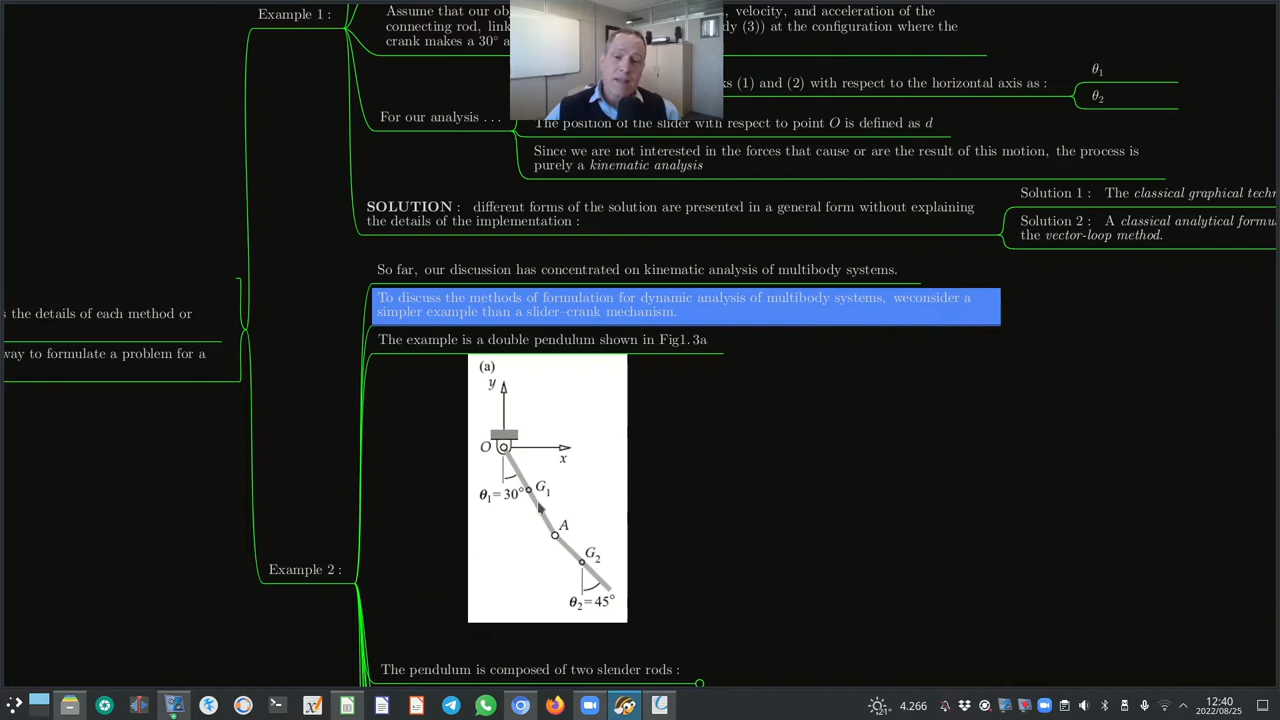 Example 1 :
Assume that our obj , velocity, and acceleration of the
connecting rod, link dy (3)) at the configuration where the
crank makes a 30° a
ks (1) and (2) with respect to the horizontal axis as :
θ1
θ2
For our analysis . . .
The position of the slider with respect to point O is defined as d
Since we are not interested in the forces that cause or are the result of this motion, the process is
purely a kinematic analysis
SOLUTION : different forms of the solution are presented in a general form without explaining
the details of the implementation :
Solution 1 : The classical graphical techn
Solution 2 : A classical analytical formu
the vector-loop method.
s the details of each method or
way to formulate a problem for a
So far, our discussion has concentrated on kinematic analysis of multibody systems.
To discuss the methods of formulation for dynamic analysis of multibody systems, weconsider a
simpler example than a slider–crank mechanism.
The example is a double pendulum shown in Fig1.3a
(a)
y
O
x
θ1=30°
G1
A
G2
θ2=45°
Example 2 :
The pendulum is composed of two slender rods :
4.266
12:40
2022/08/25